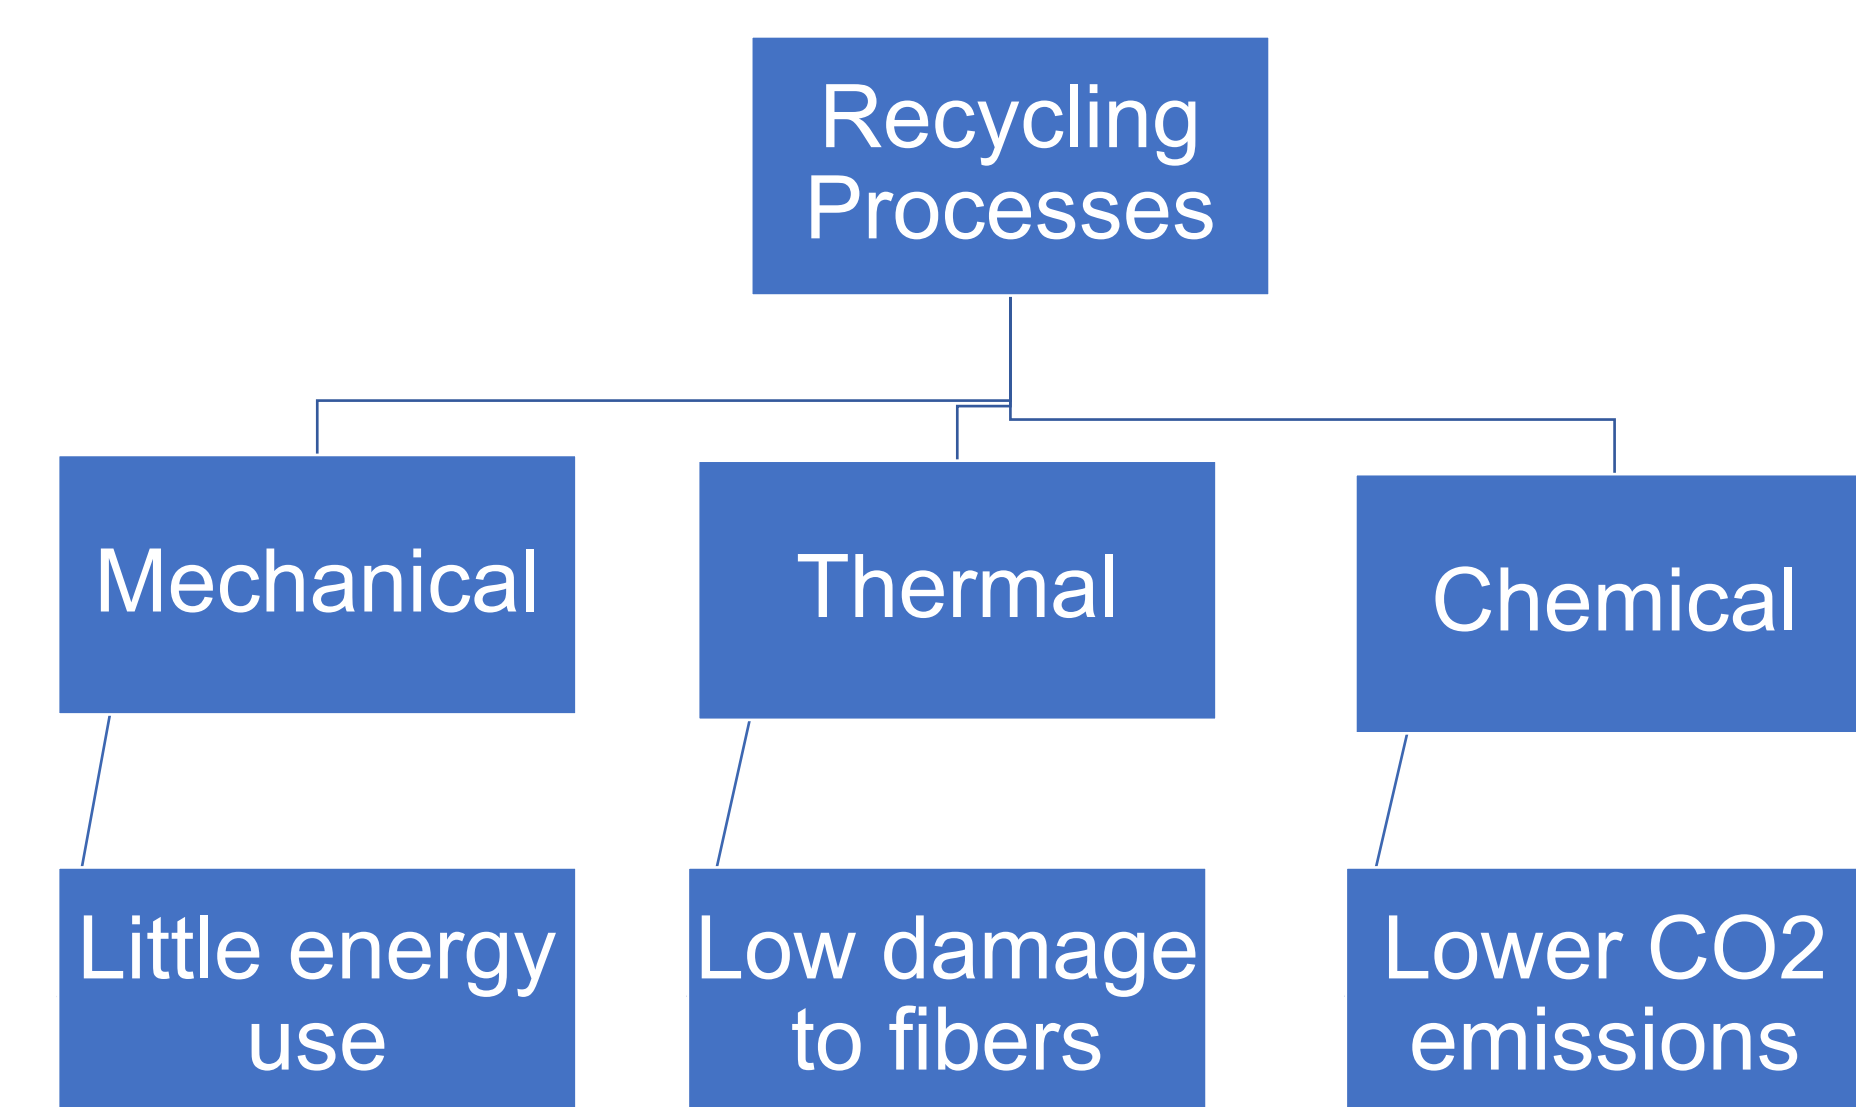 Recycling
Processes
Mechanical
Thermal
Chemical
Little energy
use
Low damage
to fibers
Lower CO2
emissions